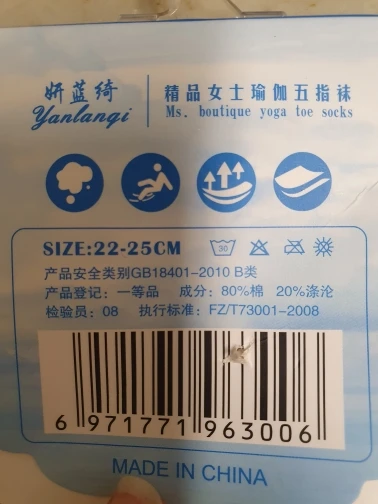 妍蓝绮
Yanlanqi
精品女士瑜伽五指袜
Ms. boutique yoga toe socks
SIZE:22-25CM
30
产品安全类别GB18401-2010 B类
产品登记：一等品 成分：80%棉 20%涤沦
检验员：08 执行标准：FZ/T73001-2008
6 971771 963006
MADE IN CHINA